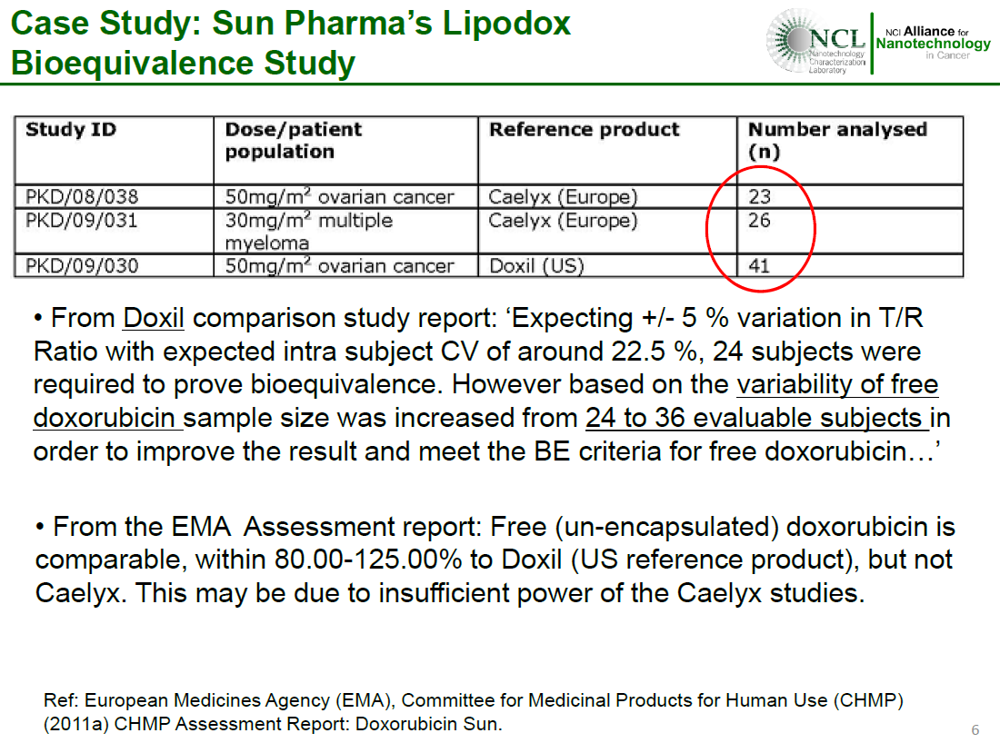 Case Study: Sun Pharma’s Lipodox
Bioequivalence Study
NCL
Nanotechnology
Characterization
Laboratory
NCI Alliance for
Nanotechnology
in Cancer
Study ID Dose/patient population Reference product Number analysed (n)
PKD/08/038 50mg/m² ovarian cancer Caelyx (Europe) 23
PKD/09/031 30mg/m² multiple myeloma Caelyx (Europe) 26
PKD/09/030 50mg/m² ovarian cancer Doxil (US) 41
• From Doxil comparison study report: ‘Expecting +/- 5 % variation in T/R
Ratio with expected intra subject CV of around 22.5 %, 24 subjects were
required to prove bioequivalence. However based on the variability of free
doxorubicin sample size was increased from 24 to 36 evaluable subjects in
order to improve the result and meet the BE criteria for free doxorubicin…’
• From the EMA Assessment report: Free (un-encapsulated) doxorubicin is
comparable, within 80.00-125.00% to Doxil (US reference product), but not
Caelyx. This may be due to insufficient power of the Caelyx studies.
Ref: European Medicines Agency (EMA), Committee for Medicinal Products for Human Use (CHMP)
(2011a) CHMP Assessment Report: Doxorubicin Sun.
6